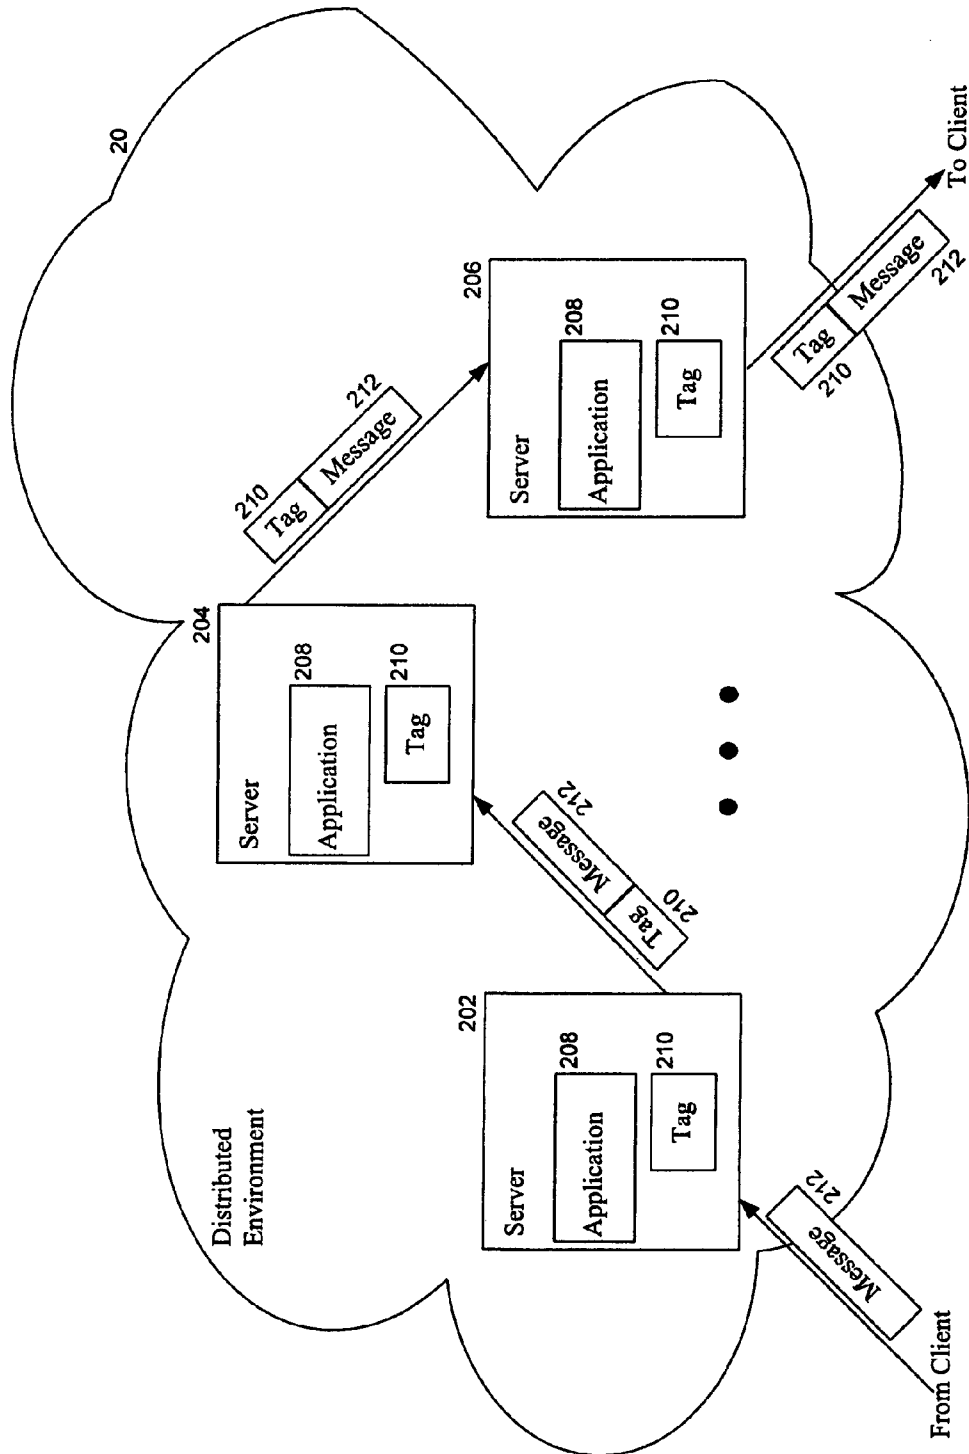 20
Distributed
Environment
204
Server
208
Application
210
Tag
210
Tag
Message
212
202
Server
208
Application
210
Tag
Tag
210
Message
212
206
Server
208
Application
210
Tag
From Client
Message
212
Tag
210
Message
212
To Client